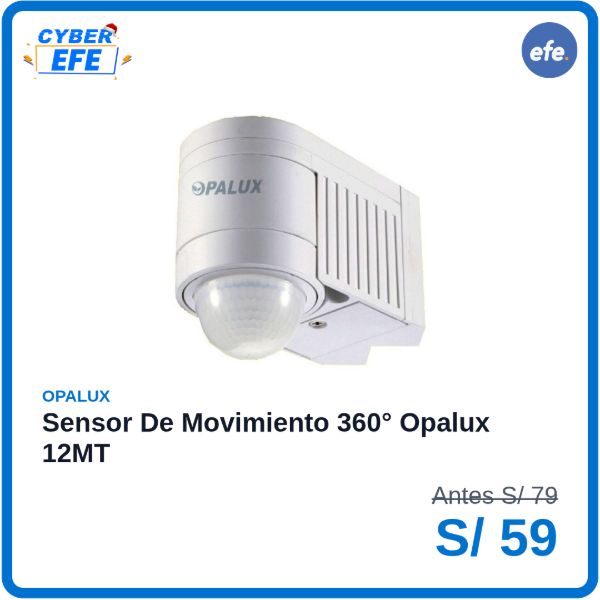 CYBER
EFE
efe.
OPALUX
OPALUX
Sensor De Movimiento 360° Opalux
12MT
Antes S/ 79
S/ 59